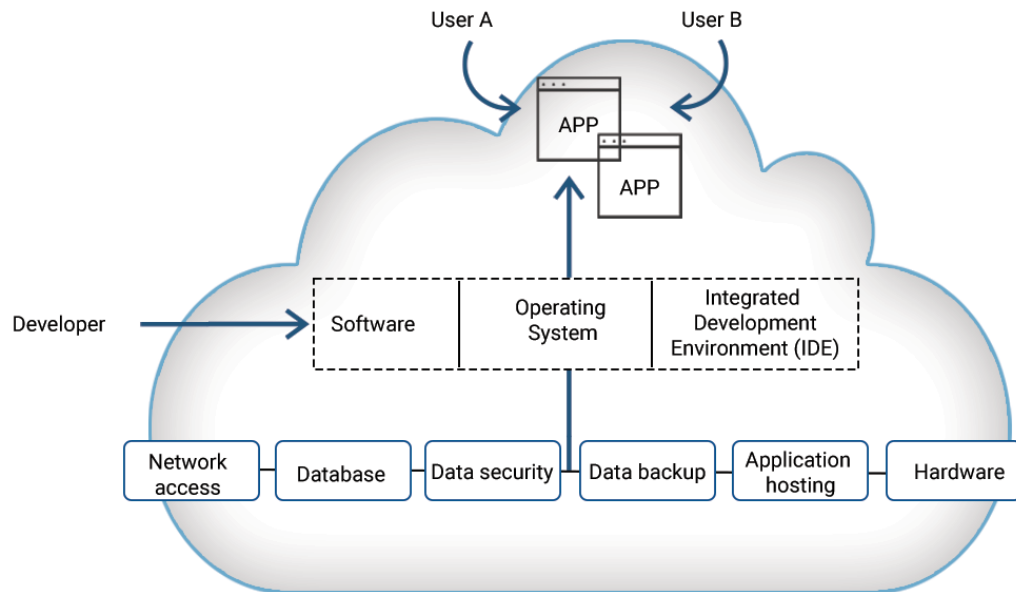 User A
User B
APP
APP
Developer
Software
Operating
System
Integrated
Development
Environment (IDE)
Network
access
Database
Data security
Data backup
Application
hosting
Hardware